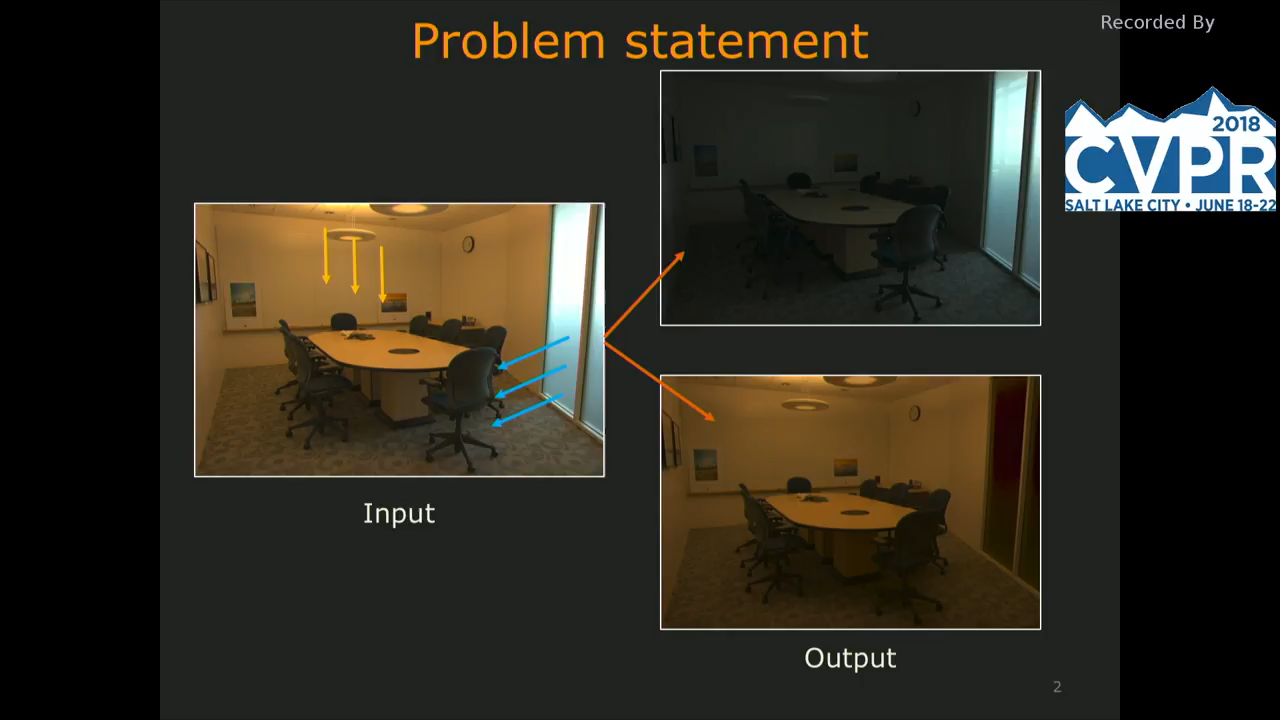 Problem statement
Recorded By
2018
CVPR
SALT LAKE CITY • JUNE 18-22
Input
Output
2